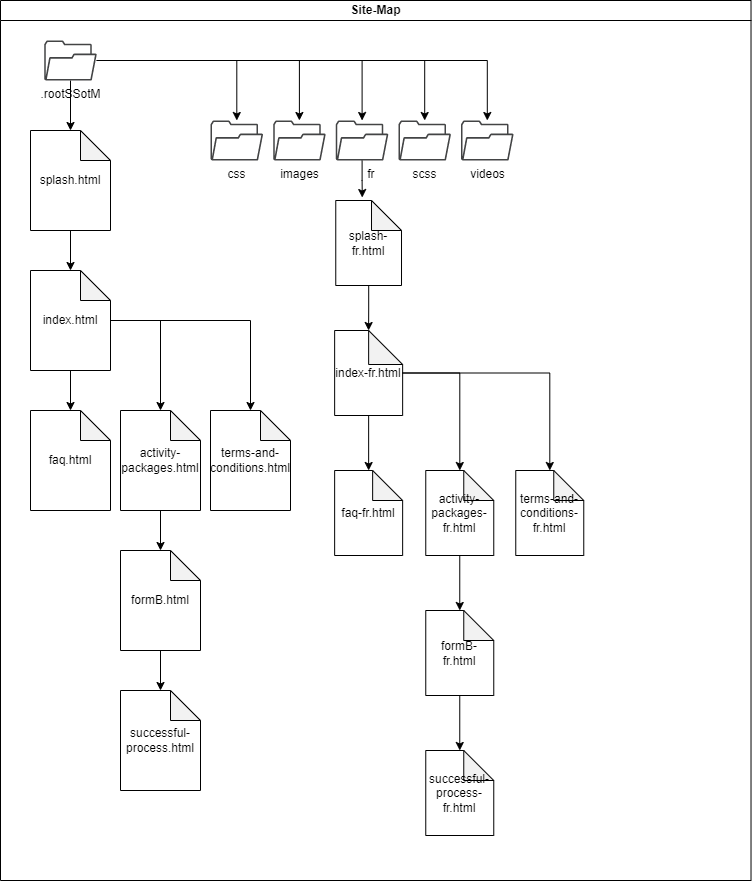 Site-Map
.rootSSotM
css
images
fr
scss
videos
splash.html
splash-
fr.html
index.html
index-fr.html
faq.html
activity-
packages.html
terms-and-
conditions.html
faq-fr.html
activity-
packages-
fr.html
terms-and-
conditions-
fr.html
formB.html
formB-
fr.html
successful-
process.html
successful-
process-
fr.html